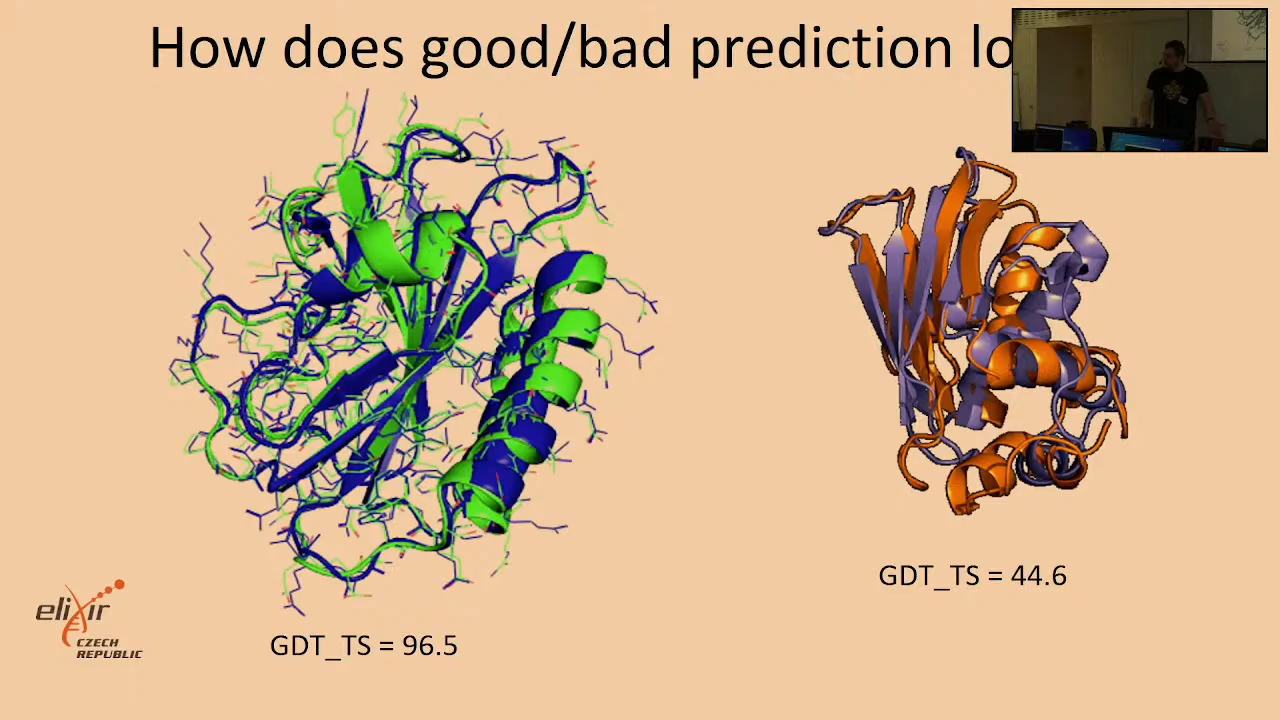 How does good/bad prediction lo
GDT_TS = 44.6
elixir
CZECH
REPUBLIC
GDT_TS = 96.5